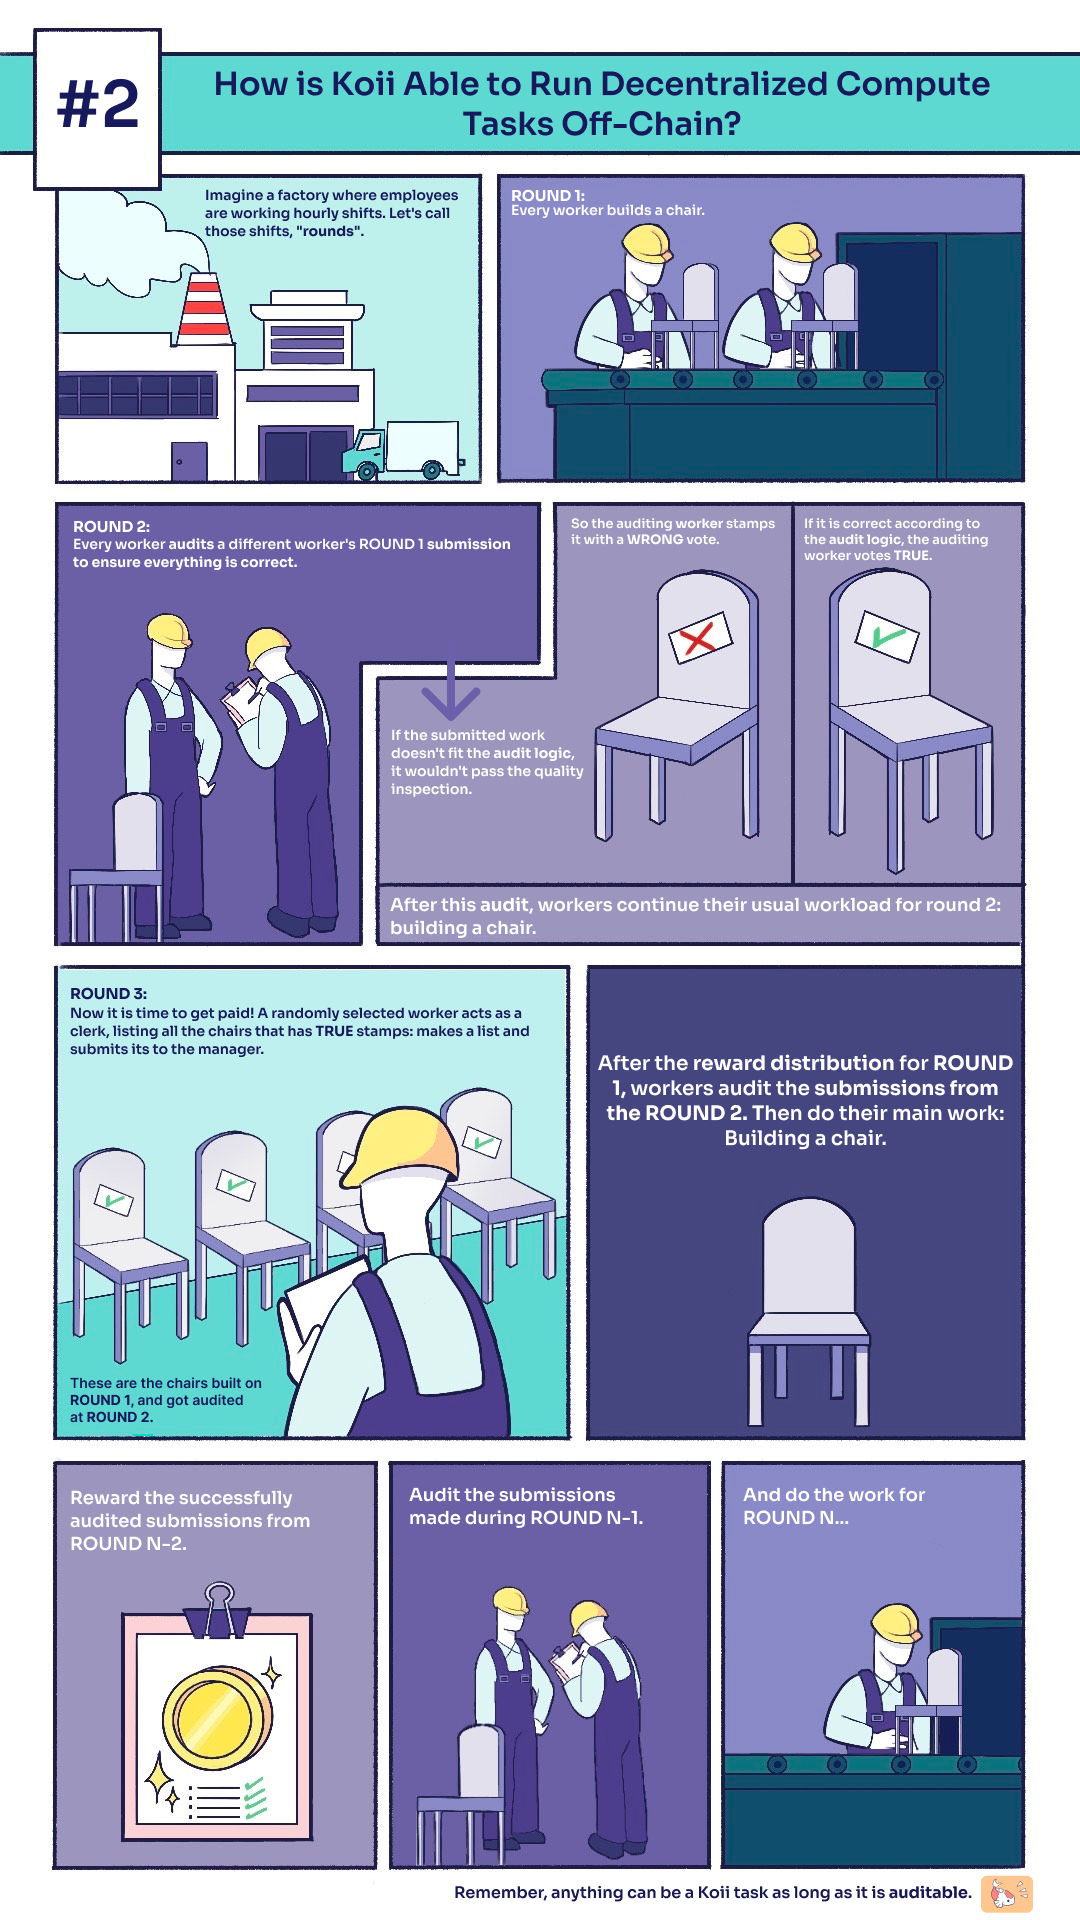 #2
How is Koii Able to Run Decentralized Compute
Tasks Off-Chain?
Imagine a factory where employees
are working hourly shifts. Let's call
those shifts, "rounds".
ROUND 1:
Every worker builds a chair.
ROUND 2:
Every worker audits a different worker's ROUND 1 submission
to ensure everything is correct.
If the submitted work
doesn't fit the audit logic,
it wouldn't pass the quality
inspection.
So the auditing worker stamps
it with a WRONG vote.
If it is correct according to
the audit logic, the auditing
worker votes TRUE.
After this audit, workers continue their usual workload for round 2:
building a chair.
ROUND 3:
Now it is time to get paid! A randomly selected worker acts as a
clerk, listing all the chairs that has TRUE stamps: makes a list and
submits its to the manager.
These are the chairs built on
ROUND 1, and got audited
at ROUND 2.
After the reward distribution for ROUND
1, workers audit the submissions from
the ROUND 2. Then do their main work:
Building a chair.
Reward the successfully
audited submissions from
ROUND N-2.
Audit the submissions
made during ROUND N-1.
And do the work for
ROUND N...
Remember, anything can be a Koii task as long as it is auditable.